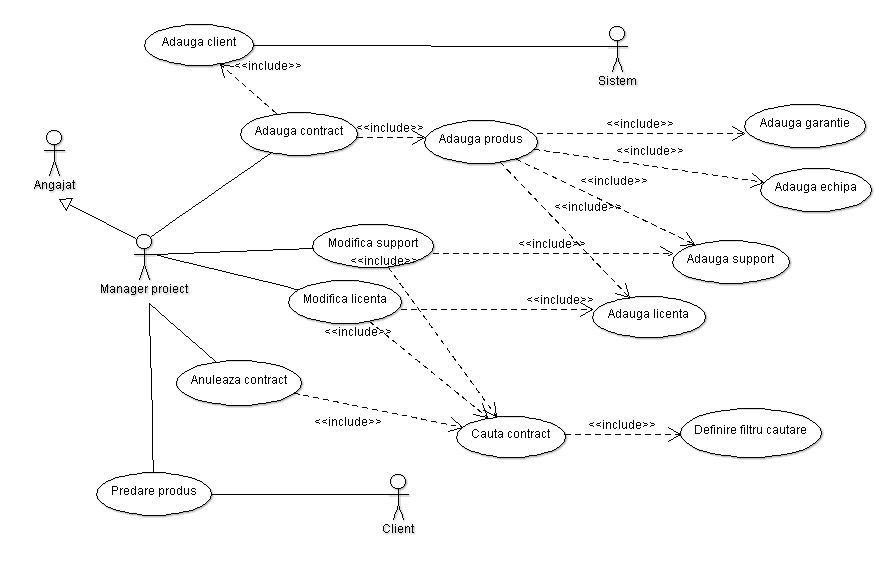 Adauga client
<<include>>
Sistem
Adauga contract
<<include>>
Adauga produs
<<include>>
Adauga garantie
<<include>>
Angajat
<<include>>
Adauga echipa
<<include>>
Modifica support
<<include>>
Adauga support
<<include>>
Manager proiect
Modifica licenta
<<include>>
Adauga licenta
<<include>>
Anuleaza contract
<<include>>
Cauta contract
<<include>>
Definire filtru cautare
Predare produs
Client